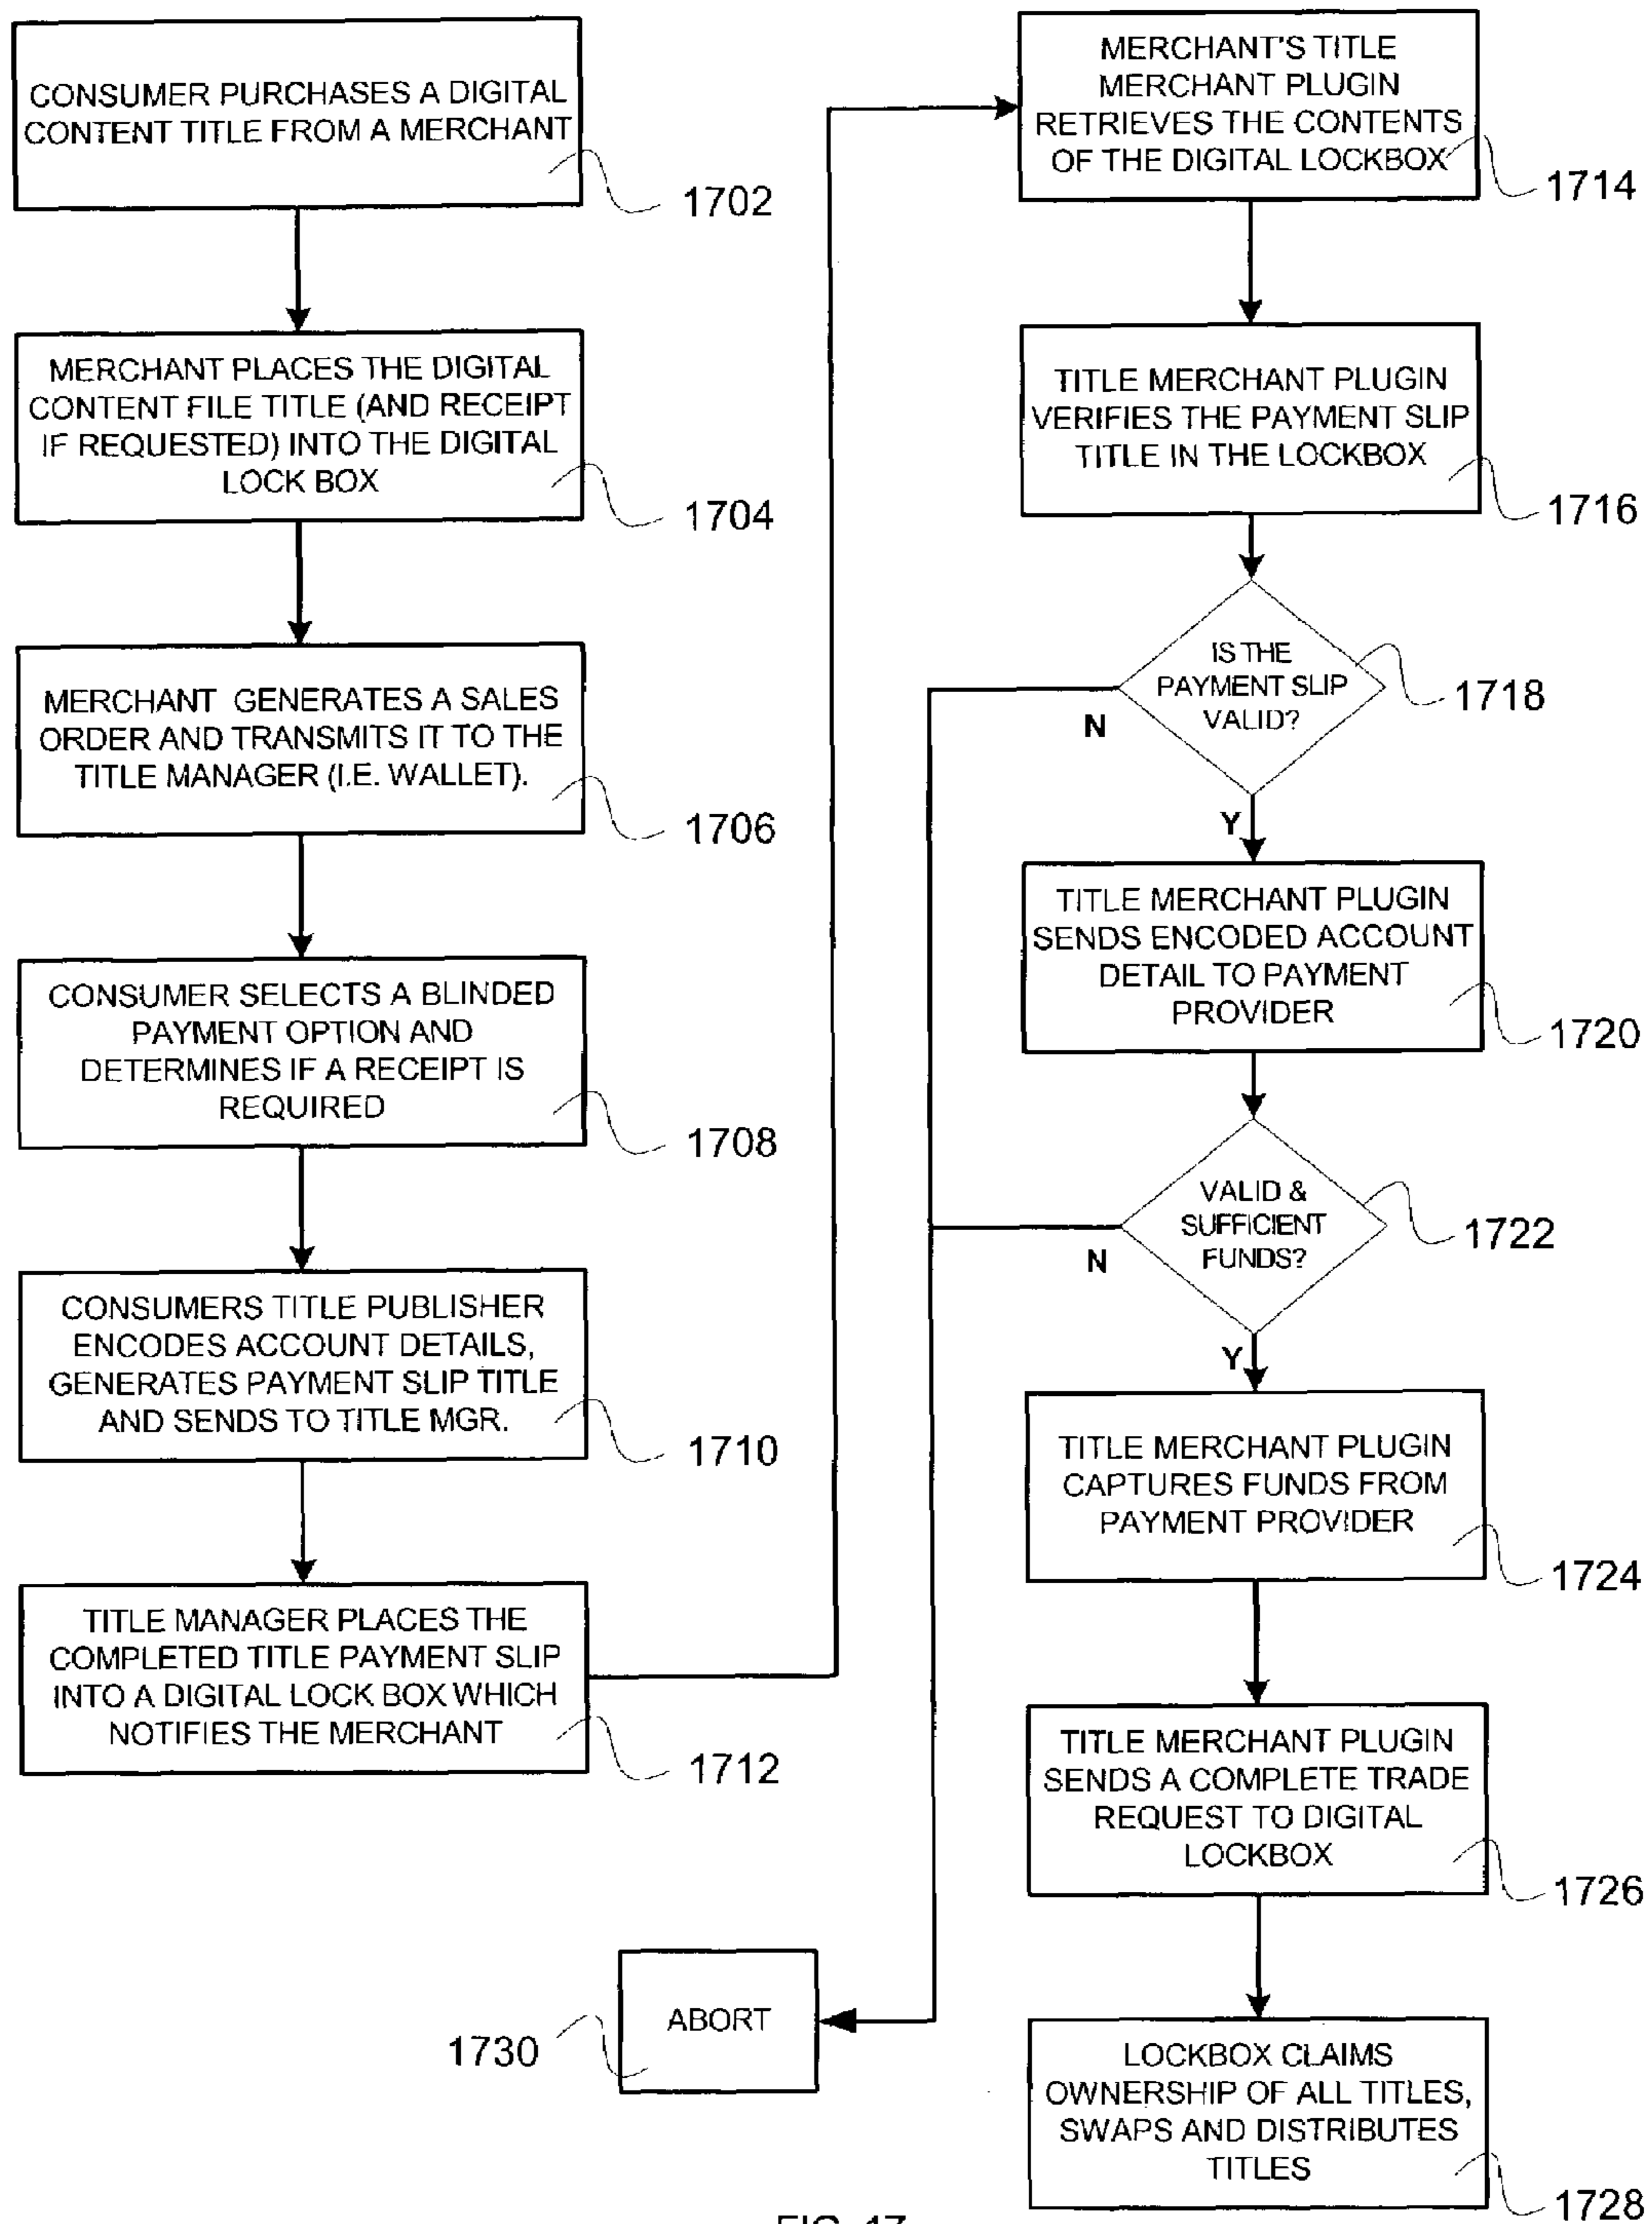 CONSUMER PURCHASES A DIGITAL
CONTENT TITLE FROM A MERCHANT
1702
MERCHANT PLACES THE DIGITAL
CONTENT FILE TITLE (AND RECEIPT
IF REQUESTED) INTO THE DIGITAL
LOCK BOX
1704
MERCHANT GENERATES A SALES
ORDER AND TRANSMITS IT TO THE
TITLE MANAGER (I.E. WALLET).
1706
CONSUMER SELECTS A BLINDED
PAYMENT OPTION AND
DETERMINES IF A RECEIPT IS
REQUIRED
1708
CONSUMERS TITLE PUBLISHER
ENCODES ACCOUNT DETAILS,
GENERATES PAYMENT SLIP TITLE
AND SENDS TO TITLE MGR.
1710
TITLE MANAGER PLACES THE
COMPLETED TITLE PAYMENT SLIP
INTO A DIGITAL LOCK BOX WHICH
NOTIFIES THE MERCHANT
1712
MERCHANT'S TITLE
MERCHANT PLUGIN
RETRIEVES THE CONTENTS
OF THE DIGITAL LOCKBOX
1714
TITLE MERCHANT PLUGIN
VERIFIES THE PAYMENT SLIP
TITLE IN THE LOCKBOX
1716
IS THE
PAYMENT SLIP
VALID?
1718
N
Y
TITLE MERCHANT PLUGIN
SENDS ENCODED ACCOUNT
DETAIL TO PAYMENT
PROVIDER
1720
VALID &
SUFFICIENT
FUNDS?
1722
N
Y
TITLE MERCHANT PLUGIN
CAPTURES FUNDS FROM
PAYMENT PROVIDER
1724
TITLE MERCHANT PLUGIN
SENDS A COMPLETE TRADE
REQUEST TO DIGITAL
LOCKBOX
1726
ABORT
1730
LOCKBOX CLAIMS
OWNERSHIP OF ALL TITLES,
SWAPS AND DISTRIBUTES
TITLES
1728
FIG. 17